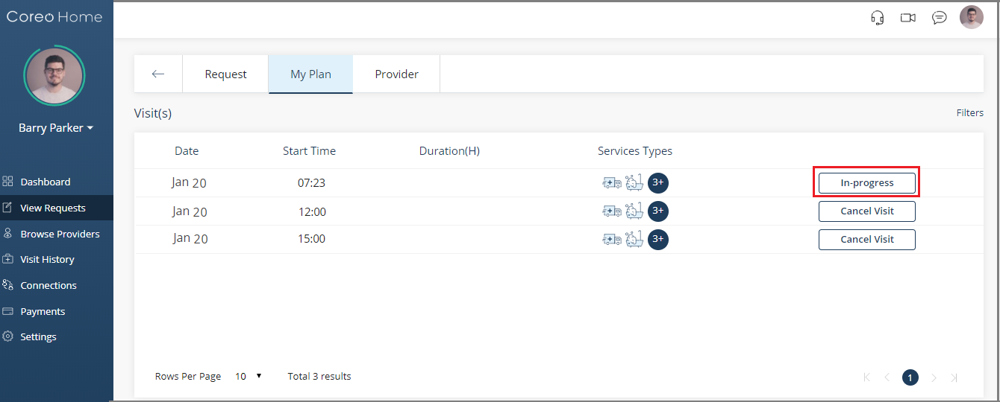 Coreo Home
Barry Parker
Dashboard
View Requests
Browse Providers
Visit History
Connections
Payments
Settings
Request My Plan Provider
Visit(s) Filters
Date Start Time Duration(H) Services Types
Jan 20 07:23 3+ In-progress
Jan 20 12:00 3+ Cancel Visit
Jan 20 15:00 3+ Cancel Visit
Rows Per Page 10 Total 3 results 1